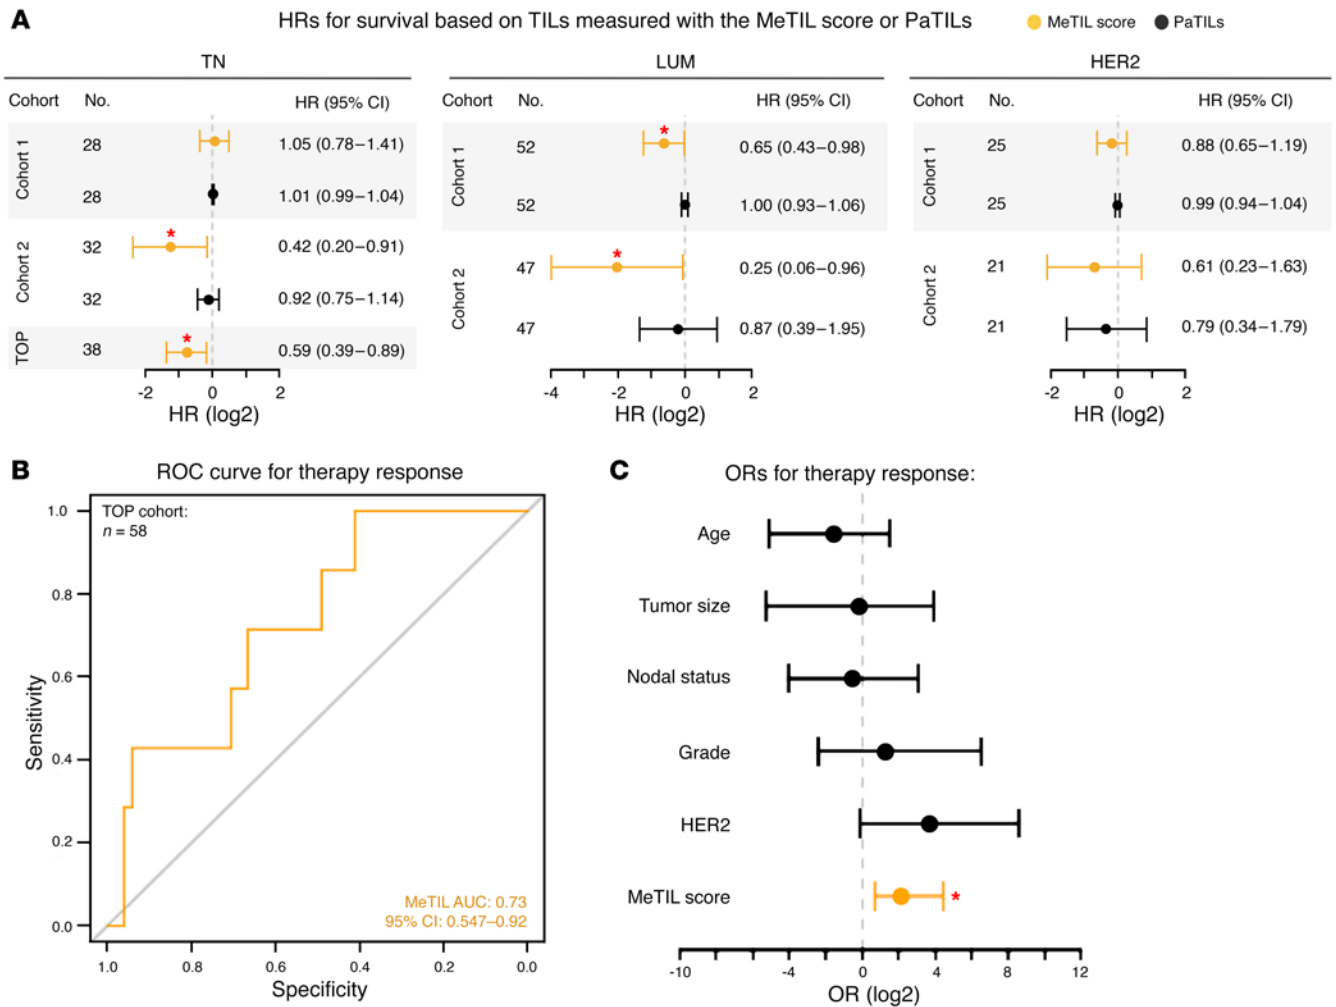 A
HRs for survival based on TILs measured with the MeTIL score or PaTILs
MeTIL score PaTILs
TN
Cohort No. HR (95% CI)
Cohort 1
28 1.05 (0.78–1.41)
28 1.01 (0.99–1.04)
Cohort 2
* 
32 0.42 (0.20–0.91)
32 0.92 (0.75–1.14)
TOP
*
38 0.59 (0.39–0.89)
-2 0 2
HR (log2)
LUM
Cohort No. HR (95% CI)
Cohort 1
*
52 0.65 (0.43–0.98)
52 1.00 (0.93–1.06)
Cohort 2
*
47 0.25 (0.06–0.96)
47 0.87 (0.39–1.95)
-4 -2 0 2
HR (log2)
HER2
Cohort No. HR (95% CI)
Cohort 1
25 0.88 (0.65–1.19)
25 0.99 (0.94–1.04)
Cohort 2
21 0.61 (0.23–1.63)
21 0.79 (0.34–1.79)
-2 0 2
HR (log2)
B
ROC curve for therapy response
TOP cohort:
n = 58
1.0
0.8
0.6
0.4
0.2
0.0
Sensitivity
MeTIL AUC: 0.73
95% CI: 0.547–0.92
1.0 0.8 0.6 0.4 0.2 0.0
Specificity
C
ORs for therapy response:
Age
Tumor size
Nodal status
Grade
HER2
MeTIL score *
-10 -4 0 4 8 12
OR (log2)